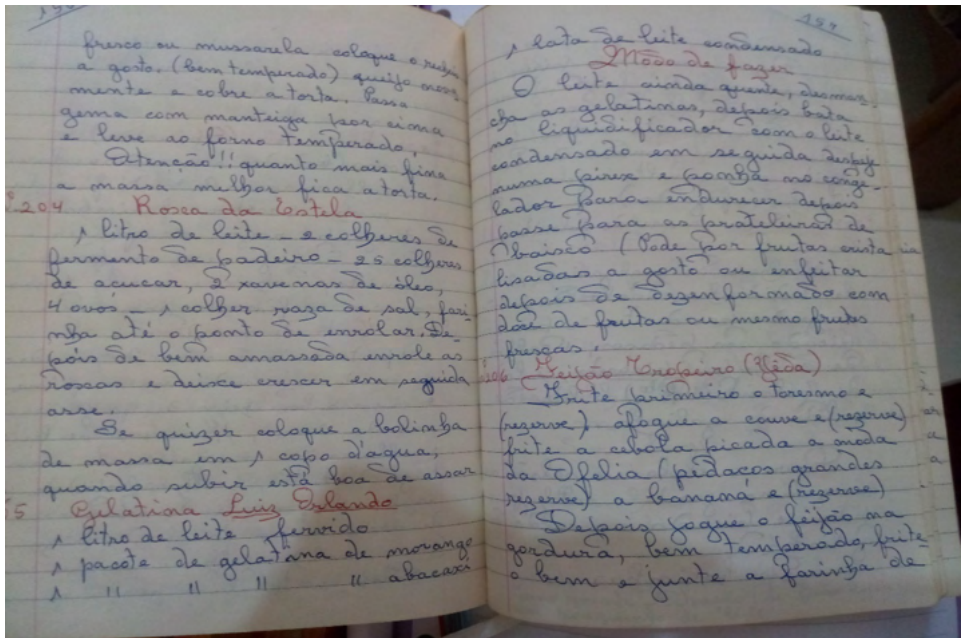 fresco ou mussarela coloque o
a gosto. (bem temperado) queijo
mente e cobre a torta. Passa
gema com manteiga por cima
e leve ao forno temperado.
Atenção!! quanto mais fina
a massa melhor fica a torta.
204 Rosca da Estela
1 litro de leite - 2 colheres de
fermento de padeiro - 25 colheres
de açucar, 2 xavenas de óleo,
4 ovos - 1 colher raza de sal, fari-
nha até o ponto de enrolar. De-
pois de bem amassada enrole as
roscas e deixe crescer em seguida
asse.
Se quizer coloque a bolinha
de massa em 1 copo d'agua,
quando subir está boa de assar
5 Gelatina Luiz Orlando
1 litro de leite fervido
1 pacote de gelatina de morango
1 " " " " abacaxi
1 lata de leite condensado
Modo de fazer
O leite ainda quente, desman-
cha as gelatinas, depois bata
no liquidificador com o leite
condensado em seguida despeje
numa pirex e ponha no conge-
lador para endurecer depois
passe para as prateleiras de
baixo (Pode por frutas crista
lisadas a gosto ou enfeitar
depois de dezenformado com
doce de frutas ou mesmo frutas
frescas.
206 Feijão Tropeiro (Zlida)
Frite primeiro o toresmo e
(rezerve) afogue a couve e (rezerve)
frite a cebola picada a moda
da Ofelia (pedaços grandes
rezerve) a banana e (rezerve)
Depois jogue o feijão na
gordura, bem temperado, frite-
o bem e junte a farinha de